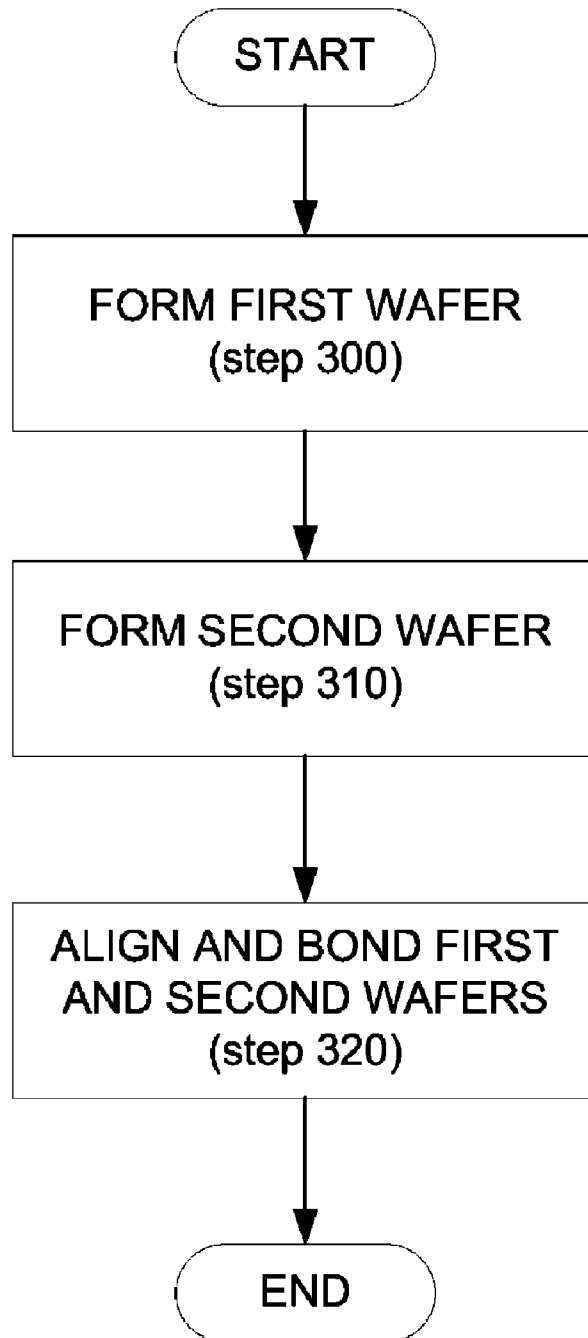 START
FORM FIRST WAFER
(step 300)
FORM SECOND WAFER
(step 310)
ALIGN AND BOND FIRST
AND SECOND WAFERS
(step 320)
END